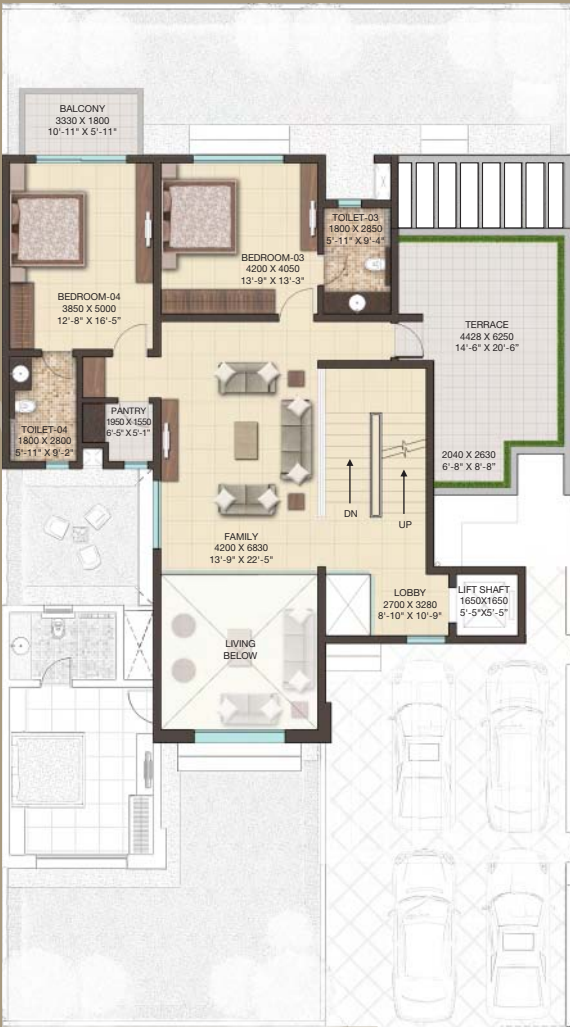 BALCONY
3330 X 1800
10'-11" X 5'-11"
TOILET-03
1800 X 2850
5'-11" X 9'-4"
BEDROOM-03
4200 X 4050
13'-9" X 13'-3"
BEDROOM-04
3850 X 5000
12'-8" X 16'-5"
TERRACE
4428 X 6250
14'-6" X 20'-6"
PANTRY
1950 X 1550
6'-5" X 5'-1"
TOILET-04
1800 X 2800
5'-11" X 9'-2"
2040 X 2630
6'-8" X 8'-8"
DN
UP
FAMILY
4200 X 6830
13'-9" X 22'-5"
LOBBY
2700 X 3280
8'-10" X 10'-9"
LIFT SHAFT
1650X1650
5'-5"X5'-5"
LIVING
BELOW